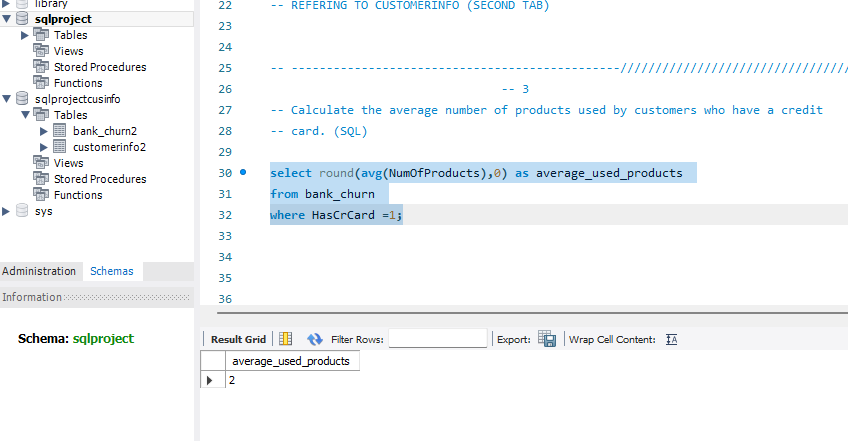 library
sqlproject
Tables
Views
Stored Procedures
Functions
sqlprojectcusinfo
Tables
bank_churn2
customerinfo2
Views
Stored Procedures
Functions
sys
Administration Schemas
Information
Schema: sqlproject
22 -- REFERING TO CUSTOMERINFO (SECOND TAB)
23
24
25 -- -----------------------------------------------/////////////////////////////////
26 -- 3
27 -- Calculate the average number of products used by customers who have a credit
28 -- card. (SQL)
29
30 select round(avg(NumOfProducts),0) as average_used_products
31 from bank_churn
32 where HasCrCard =1;
33
34
35
36
Result Grid Filter Rows: Export: Wrap Cell Content:
average_used_products
2